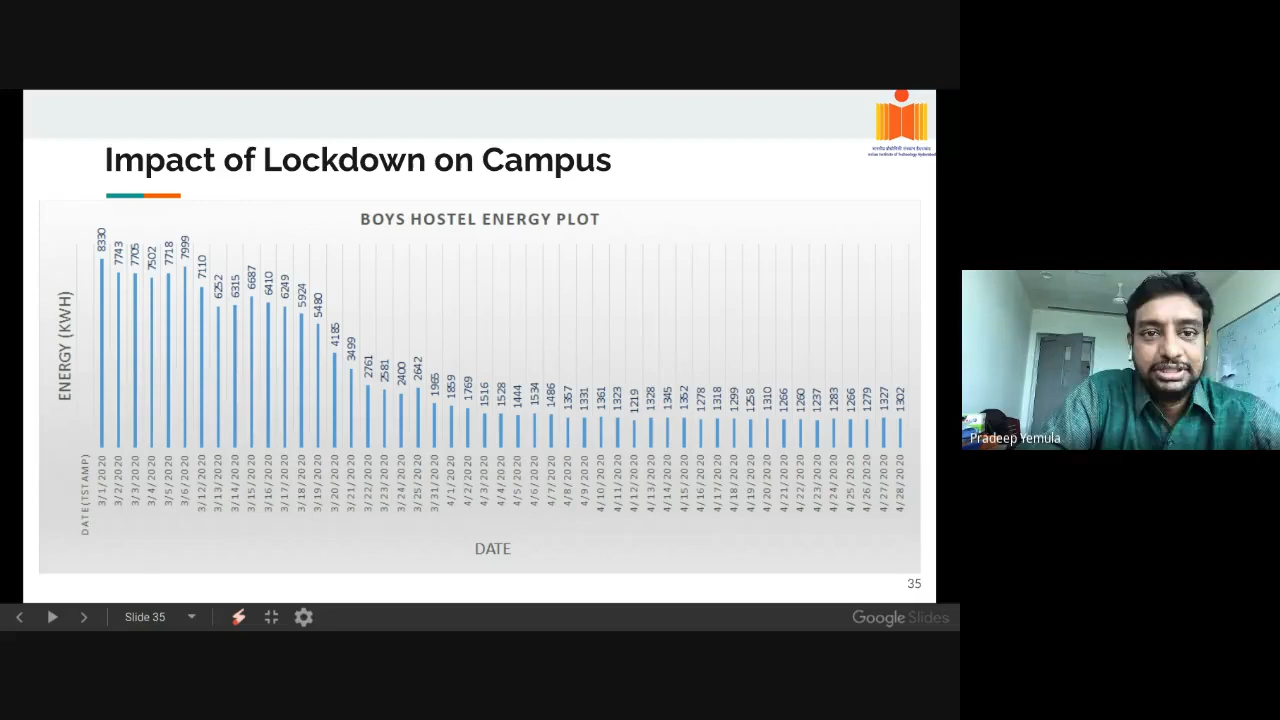 भारतीय प्रौद्योगिकी संस्थान हैदराबाद
Indian Institute of Technology Hyderabad
Impact of Lockdown on Campus
BOYS HOSTEL ENERGY PLOT
ENERGY (KWH)
8330 7743 7705 7502 7718 7999 7110 6252 6315 6687 6410 6249 5924 5480 4185 3499 2761 2581 2400 2642 1965 1859 1769 1516 1528 1444 1534 1486 1357 1331 1361 1323 1219 1328 1345 1352 1278 1318 1299 1258 1310 1266 1260 1237 1283 1266 1279 1327 1302
DATE(TSTAMP) 3/1/2020 3/2/2020 3/3/2020 3/4/2020 3/5/2020 3/6/2020 3/12/2020 3/13/2020 3/14/2020 3/15/2020 3/16/2020 3/17/2020 3/18/2020 3/19/2020 3/20/2020 3/21/2020 3/22/2020 3/23/2020 3/24/2020 3/25/2020 3/31/2020 4/1/2020 4/2/2020 4/3/2020 4/4/2020 4/5/2020 4/6/2020 4/7/2020 4/8/2020 4/9/2020 4/10/2020 4/11/2020 4/12/2020 4/13/2020 4/14/2020 4/15/2020 4/16/2020 4/17/2020 4/18/2020 4/19/2020 4/20/2020 4/21/2020 4/22/2020 4/23/2020 4/24/2020 4/25/2020 4/26/2020 4/27/2020 4/28/2020
DATE
35
Pradeep Yemula
Slide 35
Google Slides